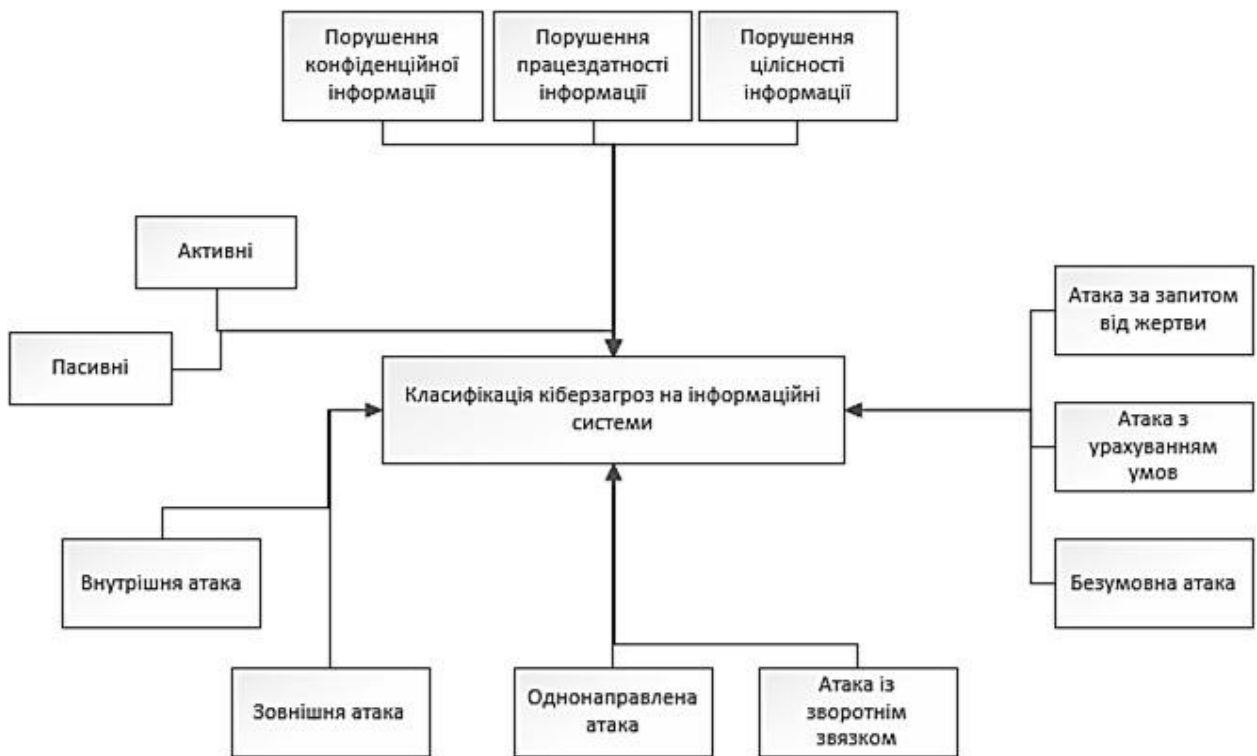 Порушення
конфіденційної
інформації
Порушення
працездатності
інформації
Порушення
цілісності
інформації
Активні
Пасивні
Атака за запитом
від жертви
Класифікація кіберзагроз на інформаційні
системи
Атака з
урахуванням
умов
Внутрішня атака
Безумовна атака
Зовнішня атака
Однонаправлена
атака
Атака із
зворотнім
звязком